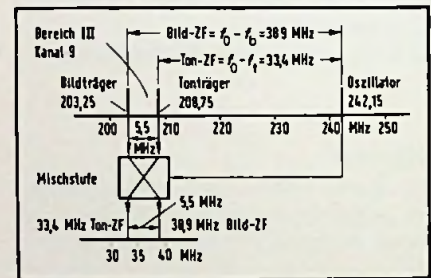 Bereich III
Kanal 9
Bild-ZF = f₀ - f_b = 38,9 MHz
Ton-ZF = f₀ - f_t = 33,4 MHz
Bildträger
203,25
Tonträger
208,75
Oszillator
242,15
200 5,5 210 220 230 240 MHz 250
MHz
Mischstufe
5,5
MHz
33,4 MHz Ton-ZF 38,9 MHz Bild-ZF
30 35 40 MHz